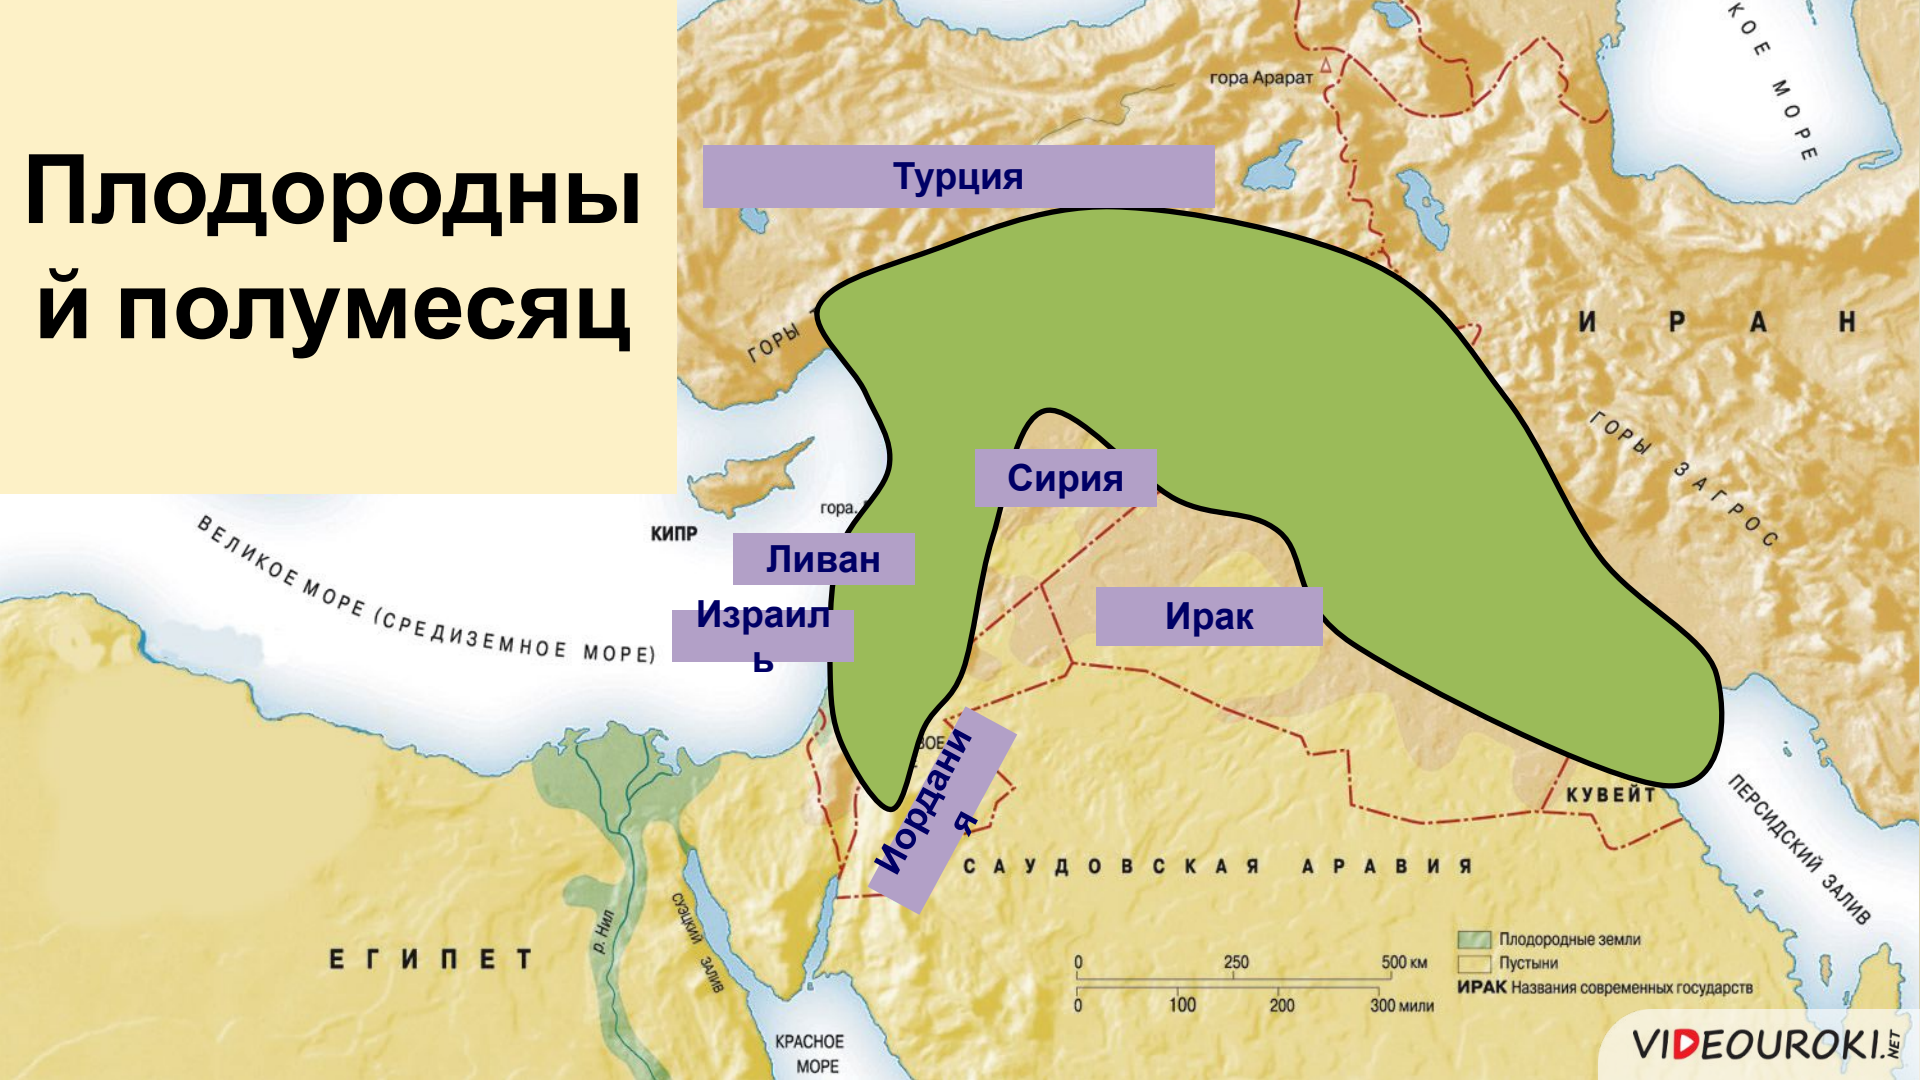 Плодородны
й полумесяц
КОЕ МОРЕ
гора Арарат
Турция
ИРАН
ГОРЫ
ГОРЫ ЗАГРОС
Сирия
гора.
КИПР
ВЕЛИКОЕ МОРЕ (СРЕДИЗЕМНОЕ МОРЕ)
Ливан
Израил
ь
Ирак
ВОЕ
Иордани
я
КУВЕЙТ
ПЕРСИДСКИЙ ЗАЛИВ
САУДОВСКАЯ АРАВИЯ
ЕГИПЕТ
р. Нил
СУЭЦКИЙ ЗАЛИВ
КРАСНОЕ
МОРЕ
0 250 500 км
0 100 200 300 мили
Плодородные земли
Пустыни
ИРАК Названия современных государств
VIDEOUROKI.NET